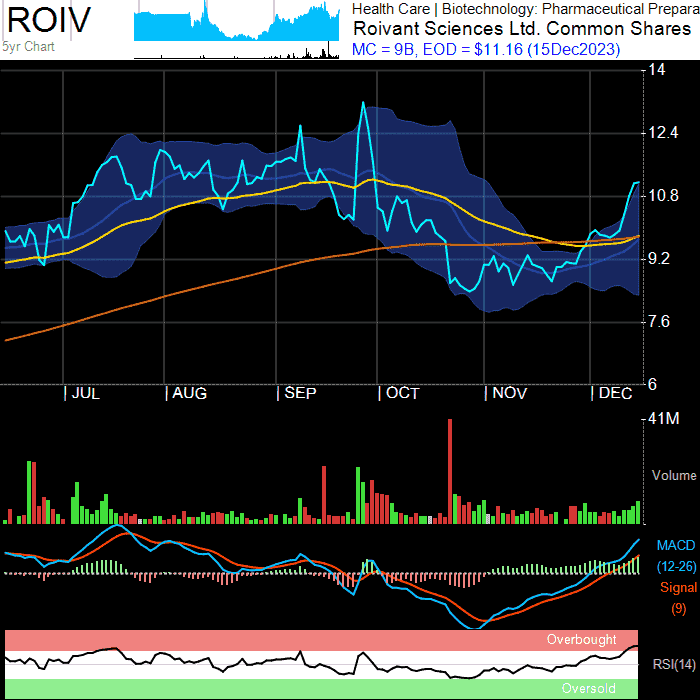 ROIV
5yr Chart
Health Care | Biotechnology: Pharmaceutical Prepara
Roivant Sciences Ltd. Common Shares
MC = 9B, EOD = $11.16 (15Dec2023)
14
12.4
10.8
9.2
7.6
6
| JUL | AUG | SEP | OCT | NOV | DEC
41M
Volume
MACD
(12-26)
Signal
(9)
Overbought
RSI(14)
Oversold